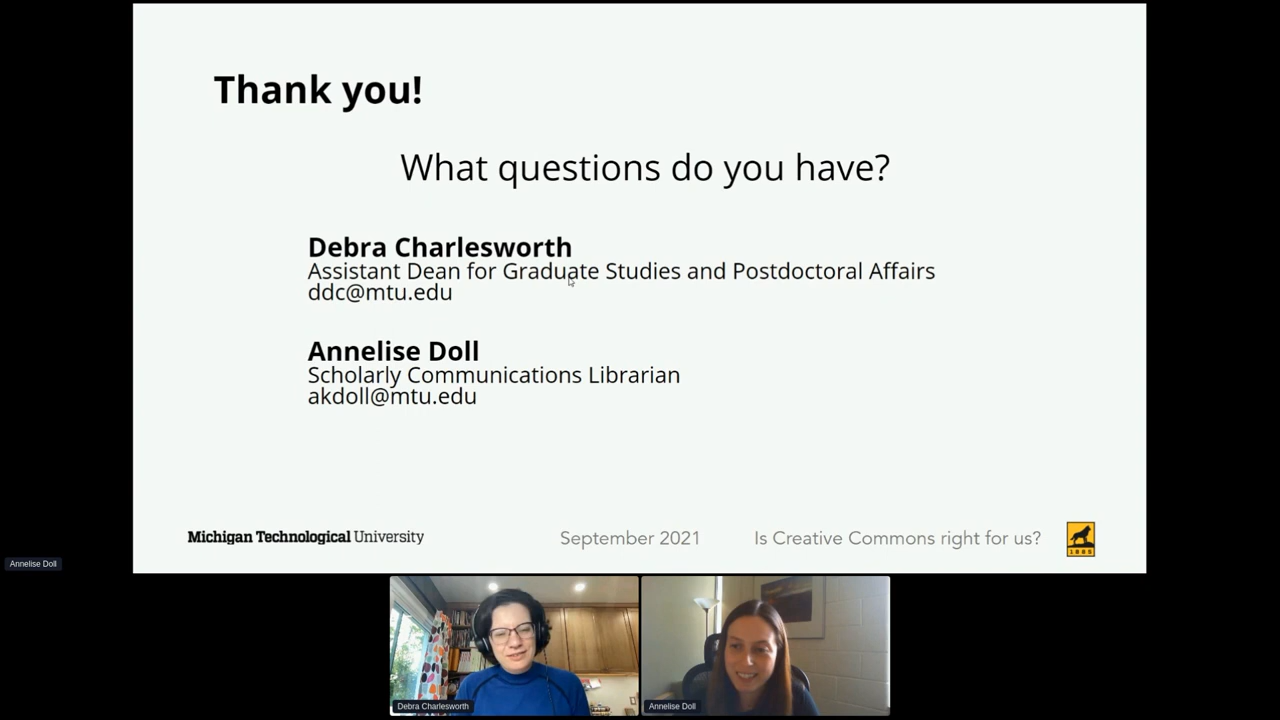 Thank you!
What questions do you have?
Debra Charlesworth
Assistant Dean for Graduate Studies and Postdoctoral Affairs
ddc@mtu.edu
Annelise Doll
Scholarly Communications Librarian
akdoll@mtu.edu
Michigan Technological University
September 2021
Is Creative Commons right for us?
1885
Annelise Doll
Debra Charlesworth
Annelise Doll